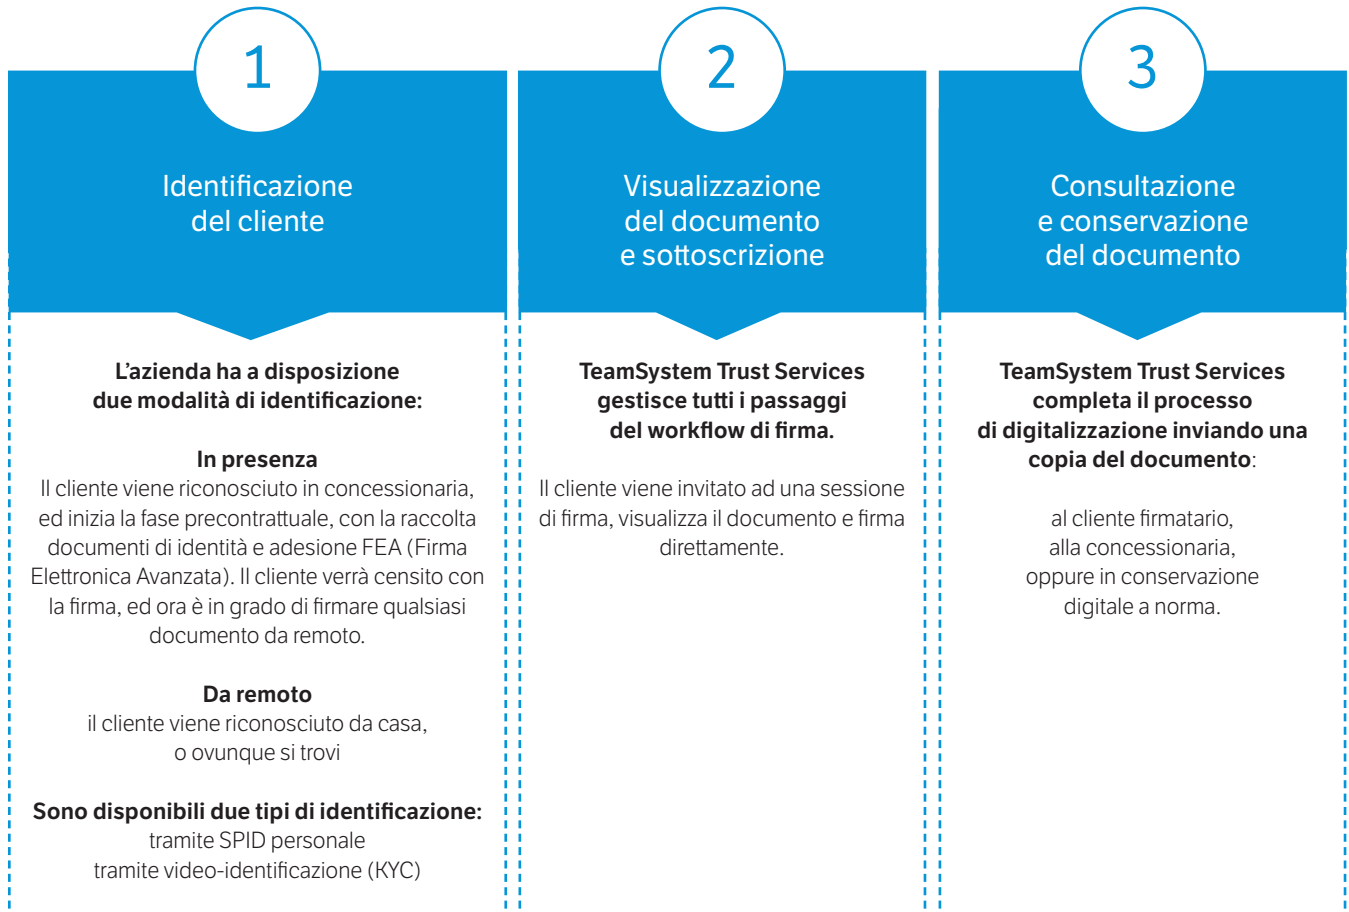 1
Identificazione
del cliente
L'azienda ha a disposizione
due modalità di identificazione:
In presenza
Il cliente viene riconosciuto in concessionaria,
ed inizia la fase precontrattuale, con la raccolta
documenti di identità e adesione FEA (Firma
Elettronica Avanzata). Il cliente verrà censito con
la firma, ed ora è in grado di firmare qualsiasi
documento da remoto.
Da remoto
il cliente viene riconosciuto da casa,
o ovunque si trovi
Sono disponibili due tipi di identificazione:
tramite SPID personale
tramite video-identificazione (KYC)
2
Visualizzazione
del documento
e sottoscrizione
TeamSystem Trust Services
gestisce tutti i passaggi
del workflow di firma.
Il cliente viene invitato ad una sessione
di firma, visualizza il documento e firma
direttamente.
3
Consultazione
e conservazione
del documento
TeamSystem Trust Services
completa il processo
di digitalizzazione inviando una
copia del documento:
al cliente firmatario,
alla concessionaria,
oppure in conservazione
digitale a norma.